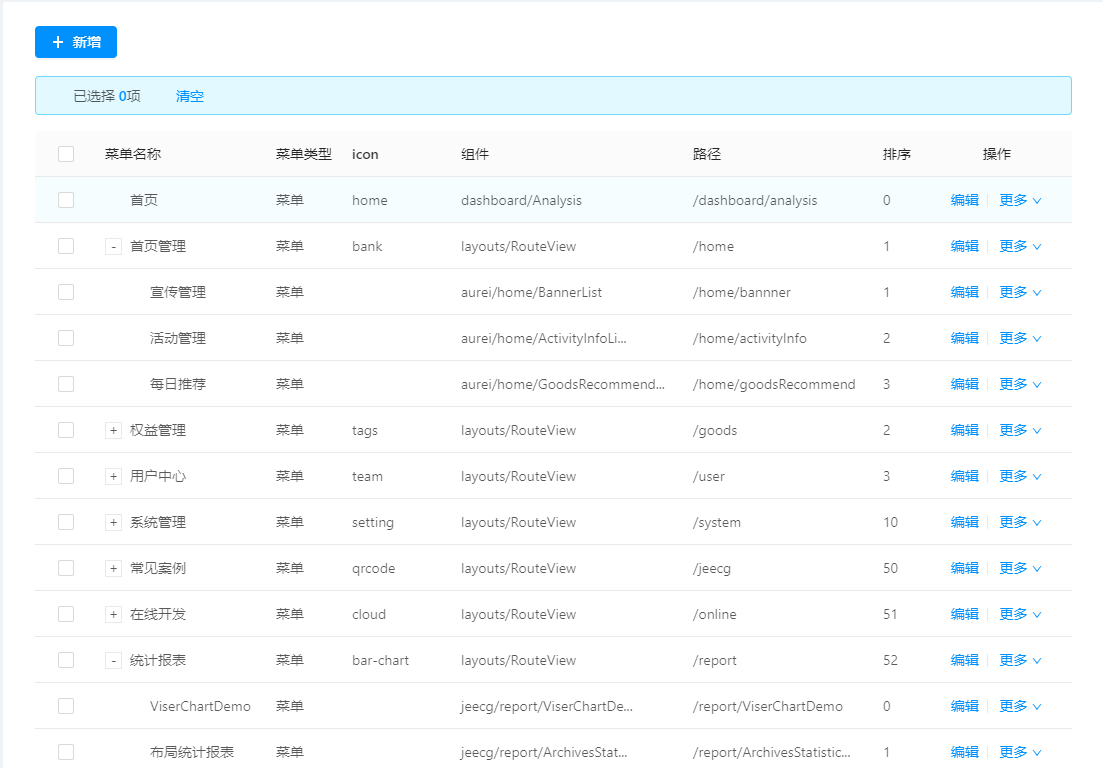 + 新增
已选择 0项 清空
菜单名称 菜单类型 icon 组件 路径 排序 操作
首页 菜单 home dashboard/Analysis /dashboard/analysis 0 编辑 更多
- 首页管理 菜单 bank layouts/RouteView /home 1 编辑 更多
宣传管理 菜单 aurei/home/BannerList /home/bannner 1 编辑 更多
活动管理 菜单 aurei/home/ActivityInfoLi... /home/activityInfo 2 编辑 更多
每日推荐 菜单 aurei/home/GoodsRecommend... /home/goodsRecommend 3 编辑 更多
+ 权益管理 菜单 tags layouts/RouteView /goods 2 编辑 更多
+ 用户中心 菜单 team layouts/RouteView /user 3 编辑 更多
+ 系统管理 菜单 setting layouts/RouteView /system 10 编辑 更多
+ 常见案例 菜单 qrcode layouts/RouteView /jeecg 50 编辑 更多
+ 在线开发 菜单 cloud layouts/RouteView /online 51 编辑 更多
- 统计报表 菜单 bar-chart layouts/RouteView /report 52 编辑 更多
ViserChartDemo 菜单 jeecg/report/ViserChartDe... /report/ViserChartDemo 0 编辑 更多
布局统计报表 菜单 jeecg/report/ArchivesStat... /report/ArchivesStatistic... 1 编辑 更多